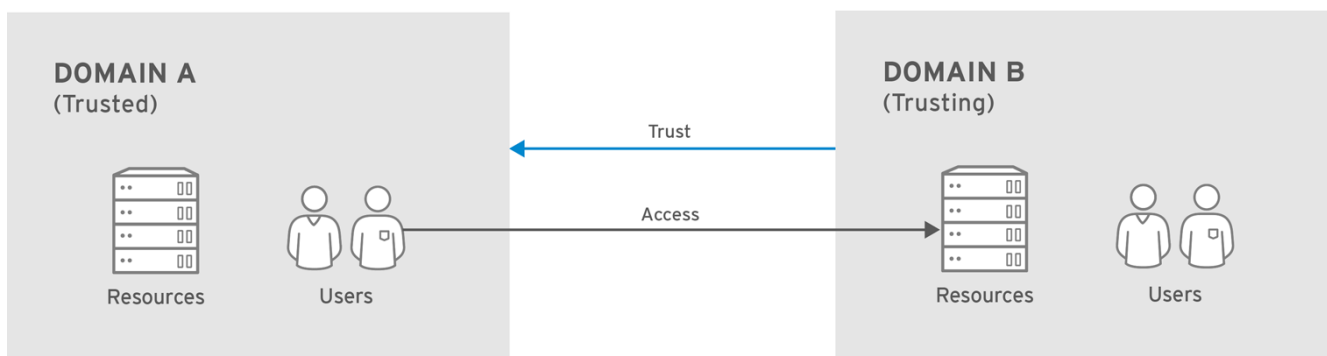 DOMAIN A
(Trusted)
DOMAIN B
(Trusting)
Trust
Access
Resources
Users
Resources
Users